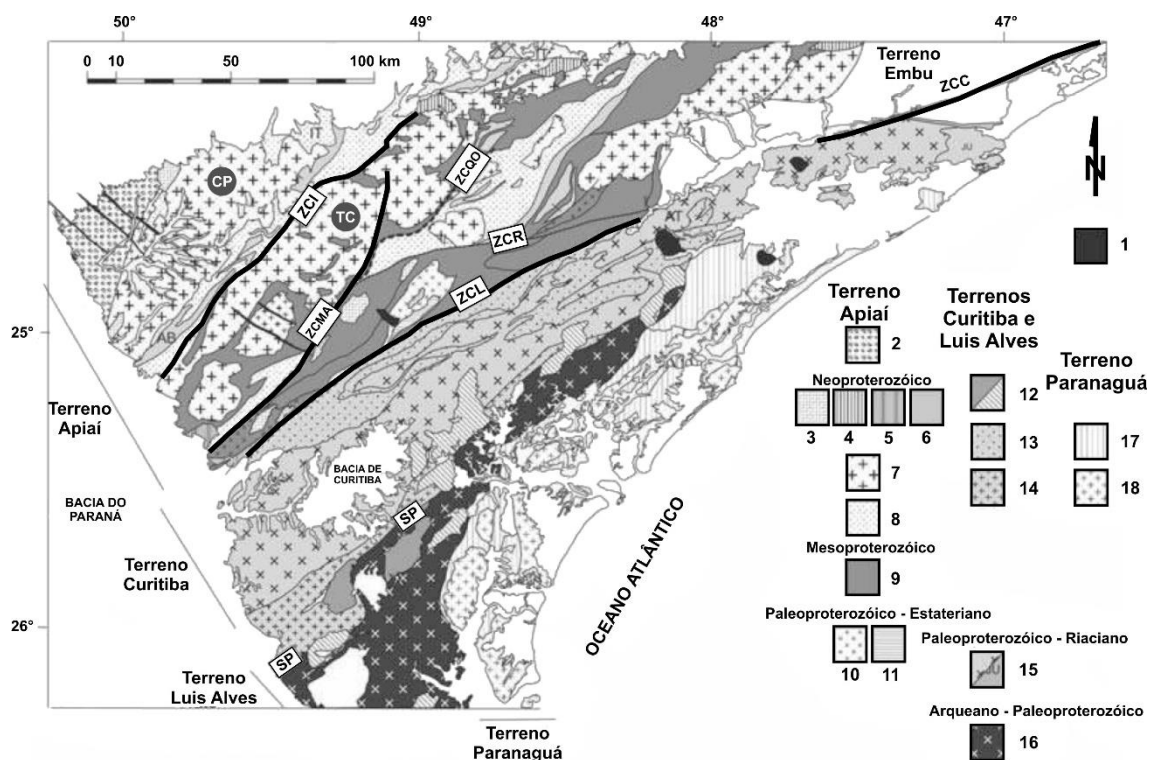 50°
49°
48°
47°
km
0 10 50 100 km
Terreno
Embu
ZCC
N
IT
CP
ZCI
TC
ZCQO
ZCR
ZCL
ZCMA
AB
AT
JU
25°
26°
Terreno
Apiaí
BACIA DO
PARANÁ
BACIA DE
CURITIBA
SP
Terreno
Curitiba
SP
Terreno
Luis Alves
Terreno
Paranaguá
OCEANO ATLÂNTICO
1
Terreno
Apiaí
2
Neoproterozóico
3 4 5 6
7
8
Mesoproterozóico
9
Paleoproterozóico - Estateriano
10 11
Terrenos
Curitiba e
Luis Alves
12
13
14
Terreno
Paranaguá
17
18
Paleoproterozóico - Riaciano
15
Arqueano - Paleoproterozóico
16